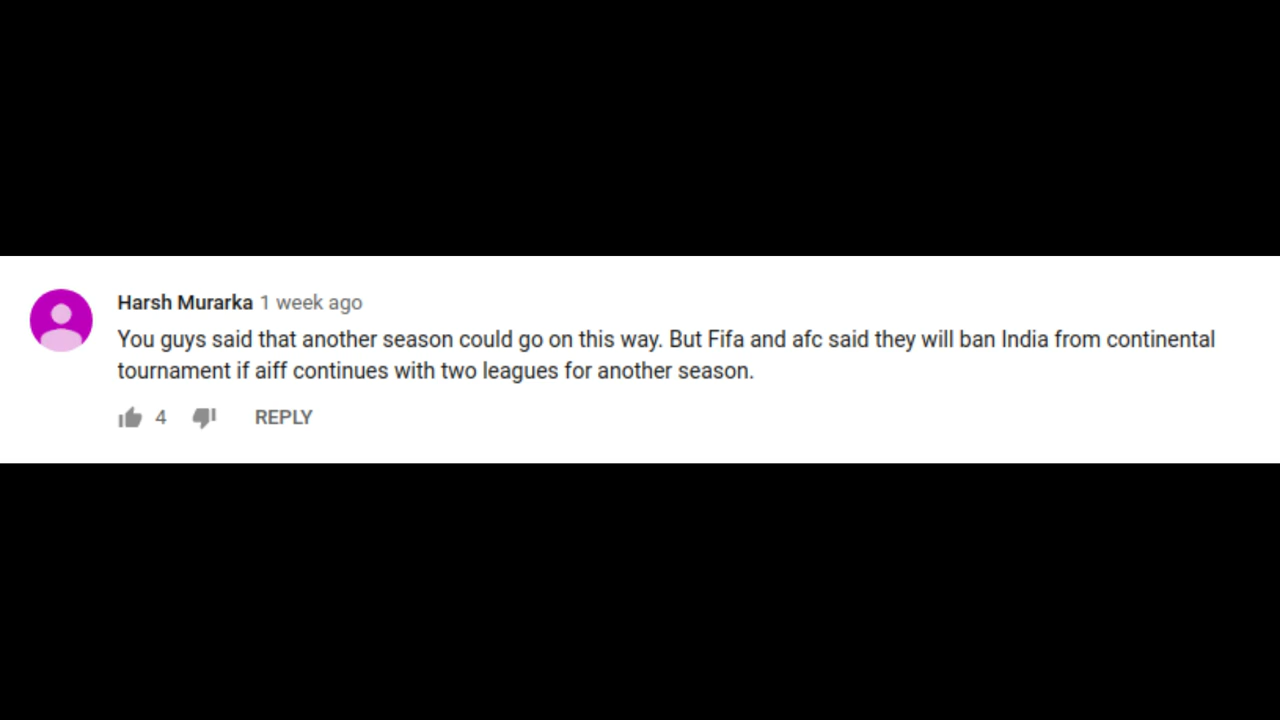 Harsh Murarka 1 week ago
You guys said that another season could go on this way. But Fifa and afc said they will ban India from continental
tournament if aiff continues with two leagues for another season.
4 REPLY